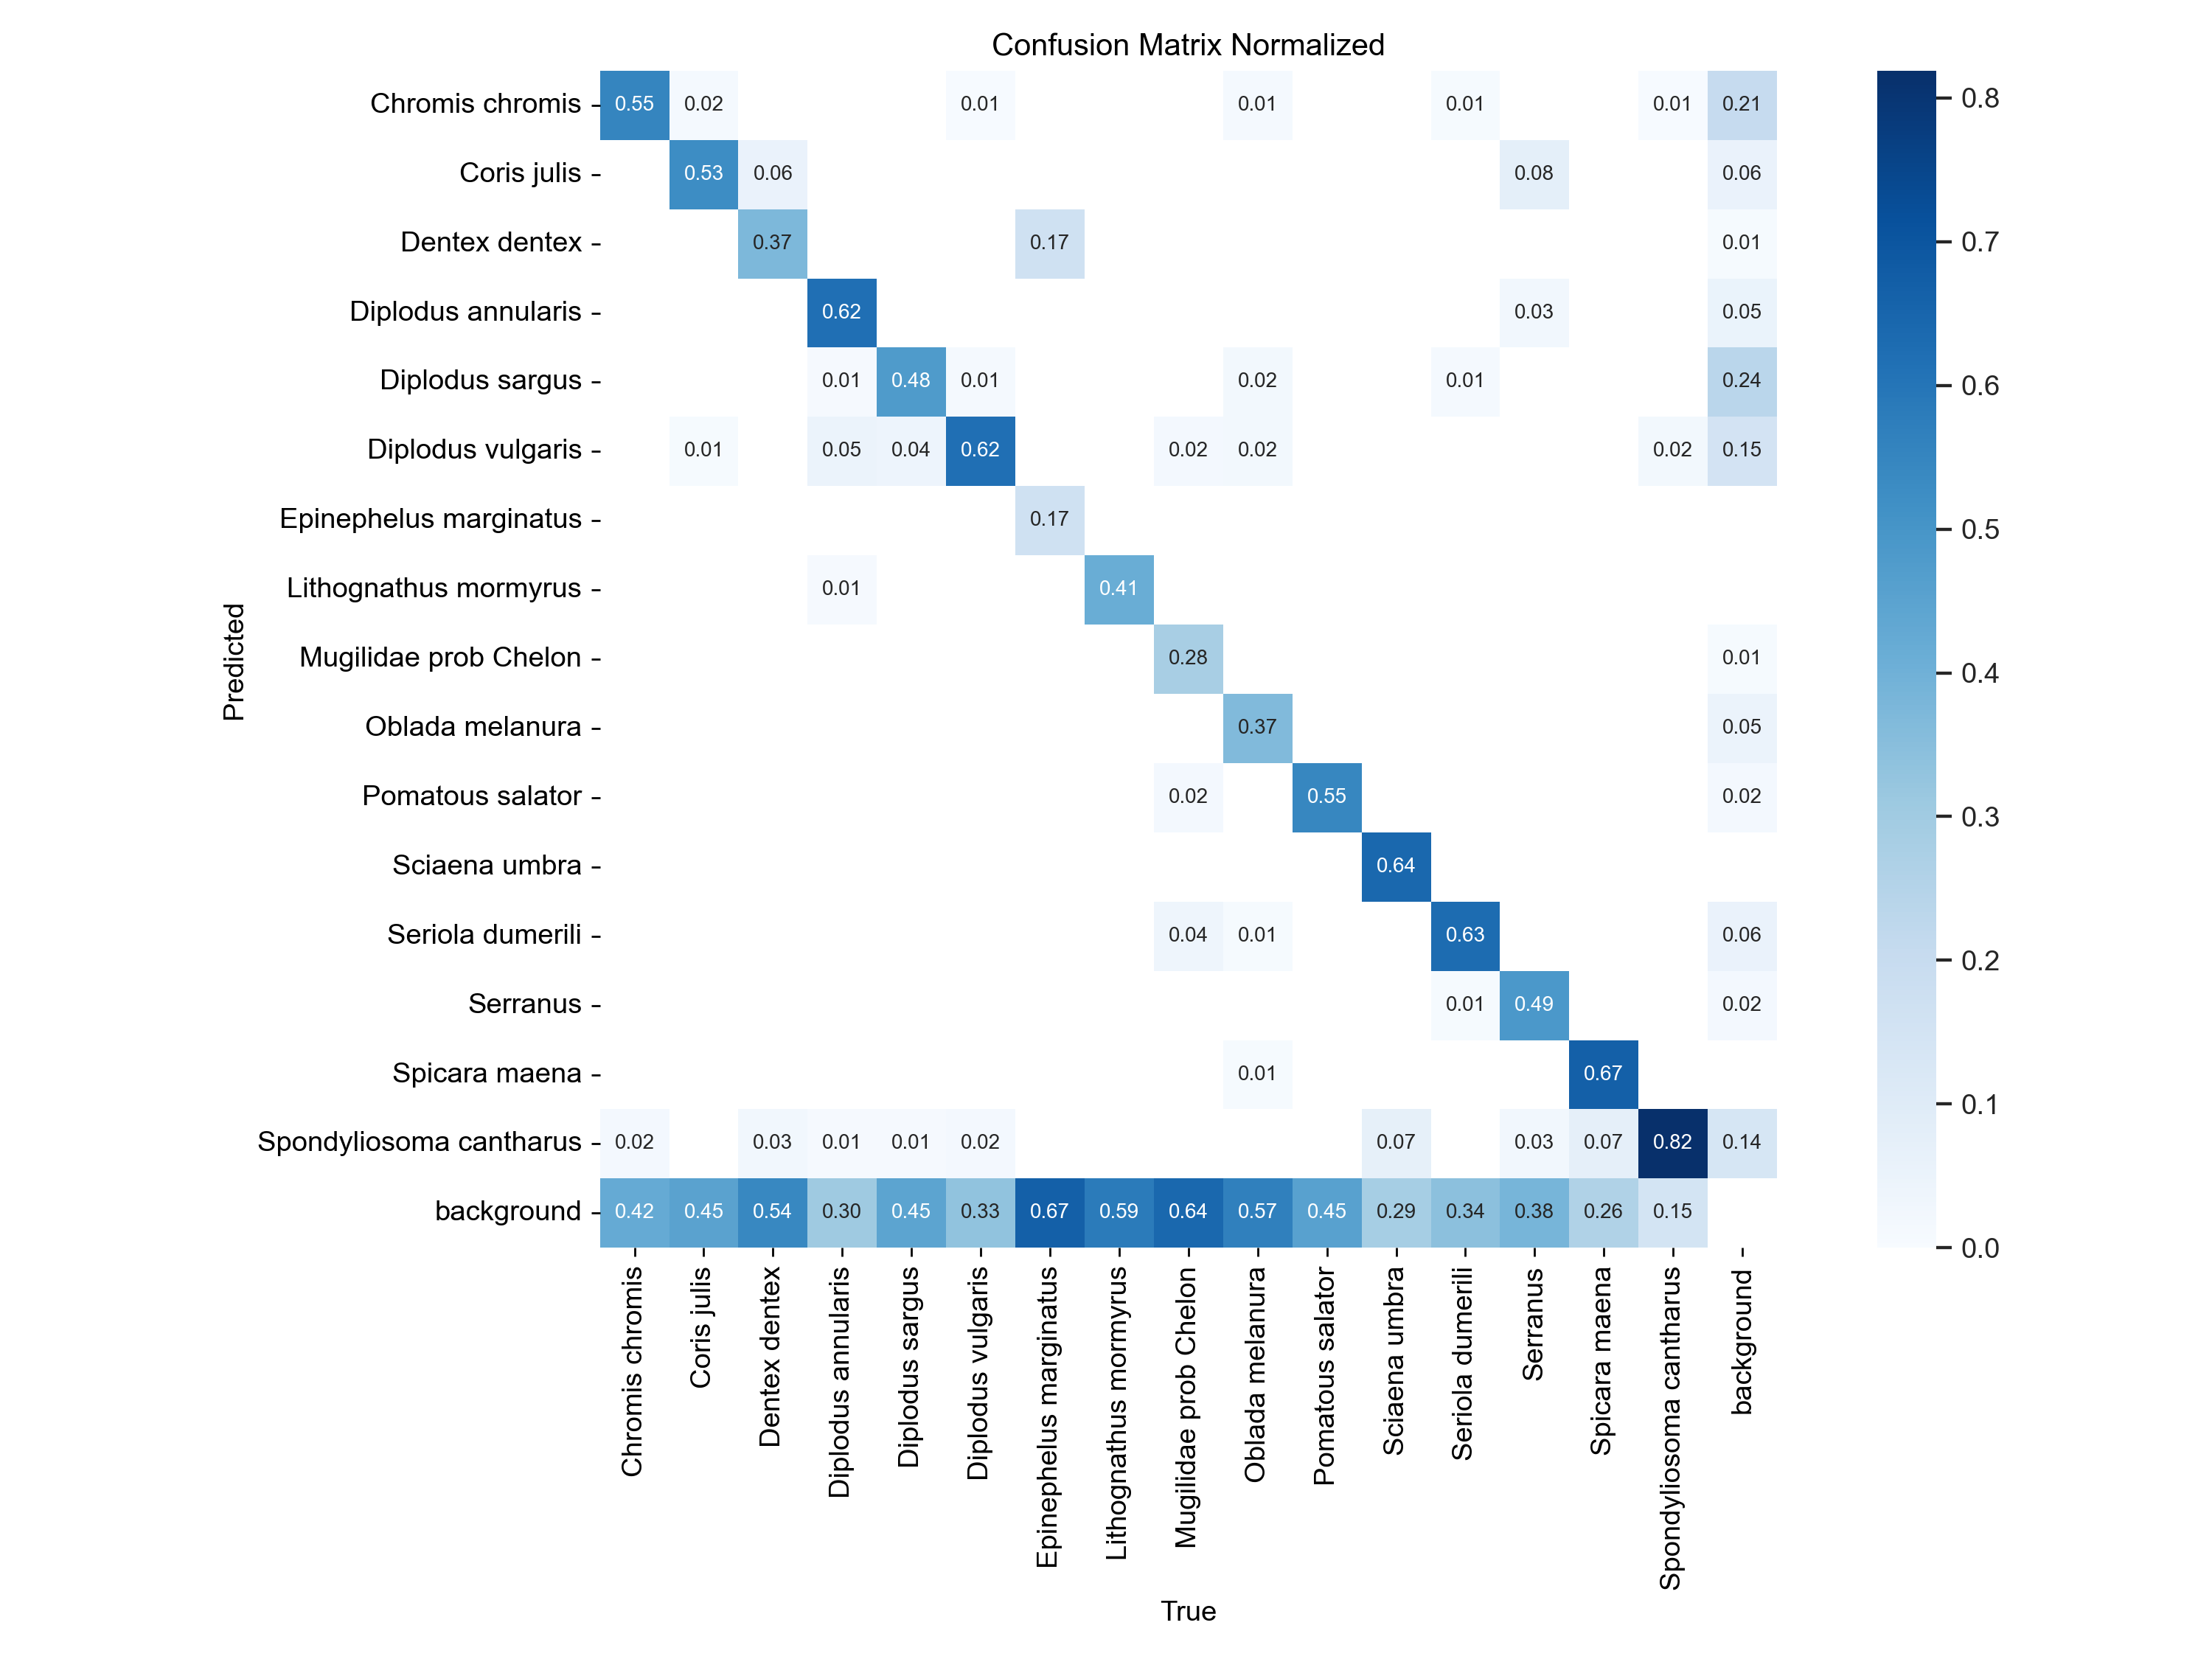 Confusion Matrix Normalized
Chromis chromis 0.55 0.02 0.01 0.01 0.01 0.01 0.21
Coris julis 0.53 0.06 0.08 0.06
Dentex dentex 0.37 0.17 0.01
Diplodus annularis 0.62 0.03 0.05
Diplodus sargus 0.01 0.48 0.01 0.02 0.01 0.24
Diplodus vulgaris 0.01 0.05 0.04 0.62 0.02 0.02 0.02 0.15
Epinephelus marginatus 0.17
Lithognathus mormyrus 0.01 0.41
Mugilidae prob Chelon 0.28 0.01
Oblada melanura 0.37 0.05
Pomatous salator 0.02 0.55 0.02
Sciaena umbra 0.64
Seriola dumerili 0.04 0.01 0.63 0.06
Serranus 0.01 0.49 0.02
Spicara maena 0.01 0.67
Spondyliosoma cantharus 0.02 0.03 0.01 0.01 0.02 0.07 0.03 0.07 0.82 0.14
background 0.42 0.45 0.54 0.30 0.45 0.33 0.67 0.59 0.64 0.57 0.45 0.29 0.34 0.38 0.26 0.15
Predicted
Chromis chromis
Coris julis
Dentex dentex
Diplodus annularis
Diplodus sargus
Diplodus vulgaris
Epinephelus marginatus
Lithognathus mormyrus
Mugilidae prob Chelon
Oblada melanura
Pomatous salator
Sciaena umbra
Seriola dumerili
Serranus
Spicara maena
Spondyliosoma cantharus
background
True
0.8
0.7
0.6
0.5
0.4
0.3
0.2
0.1
0.0